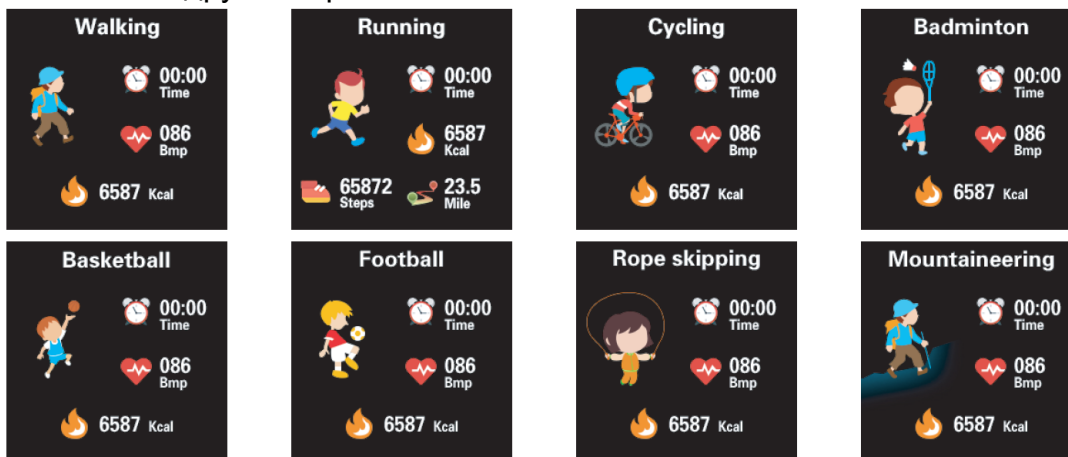 Walking
00:00
Time
086
Bmp
6587 Kcal
Running
00:00
Time
6587
Kcal
65872
Steps
23.5
Mile
Cycling
00:00
Time
086
Bmp
6587 Kcal
Badminton
00:00
Time
086
Bmp
6587 Kcal
Basketball
00:00
Time
086
Bmp
6587 Kcal
Football
00:00
Time
086
Bmp
6587 Kcal
Rope skipping
00:00
Time
086
Bmp
6587 Kcal
Mountaineering
00:00
Time
086
Bmp
6587 Kcal